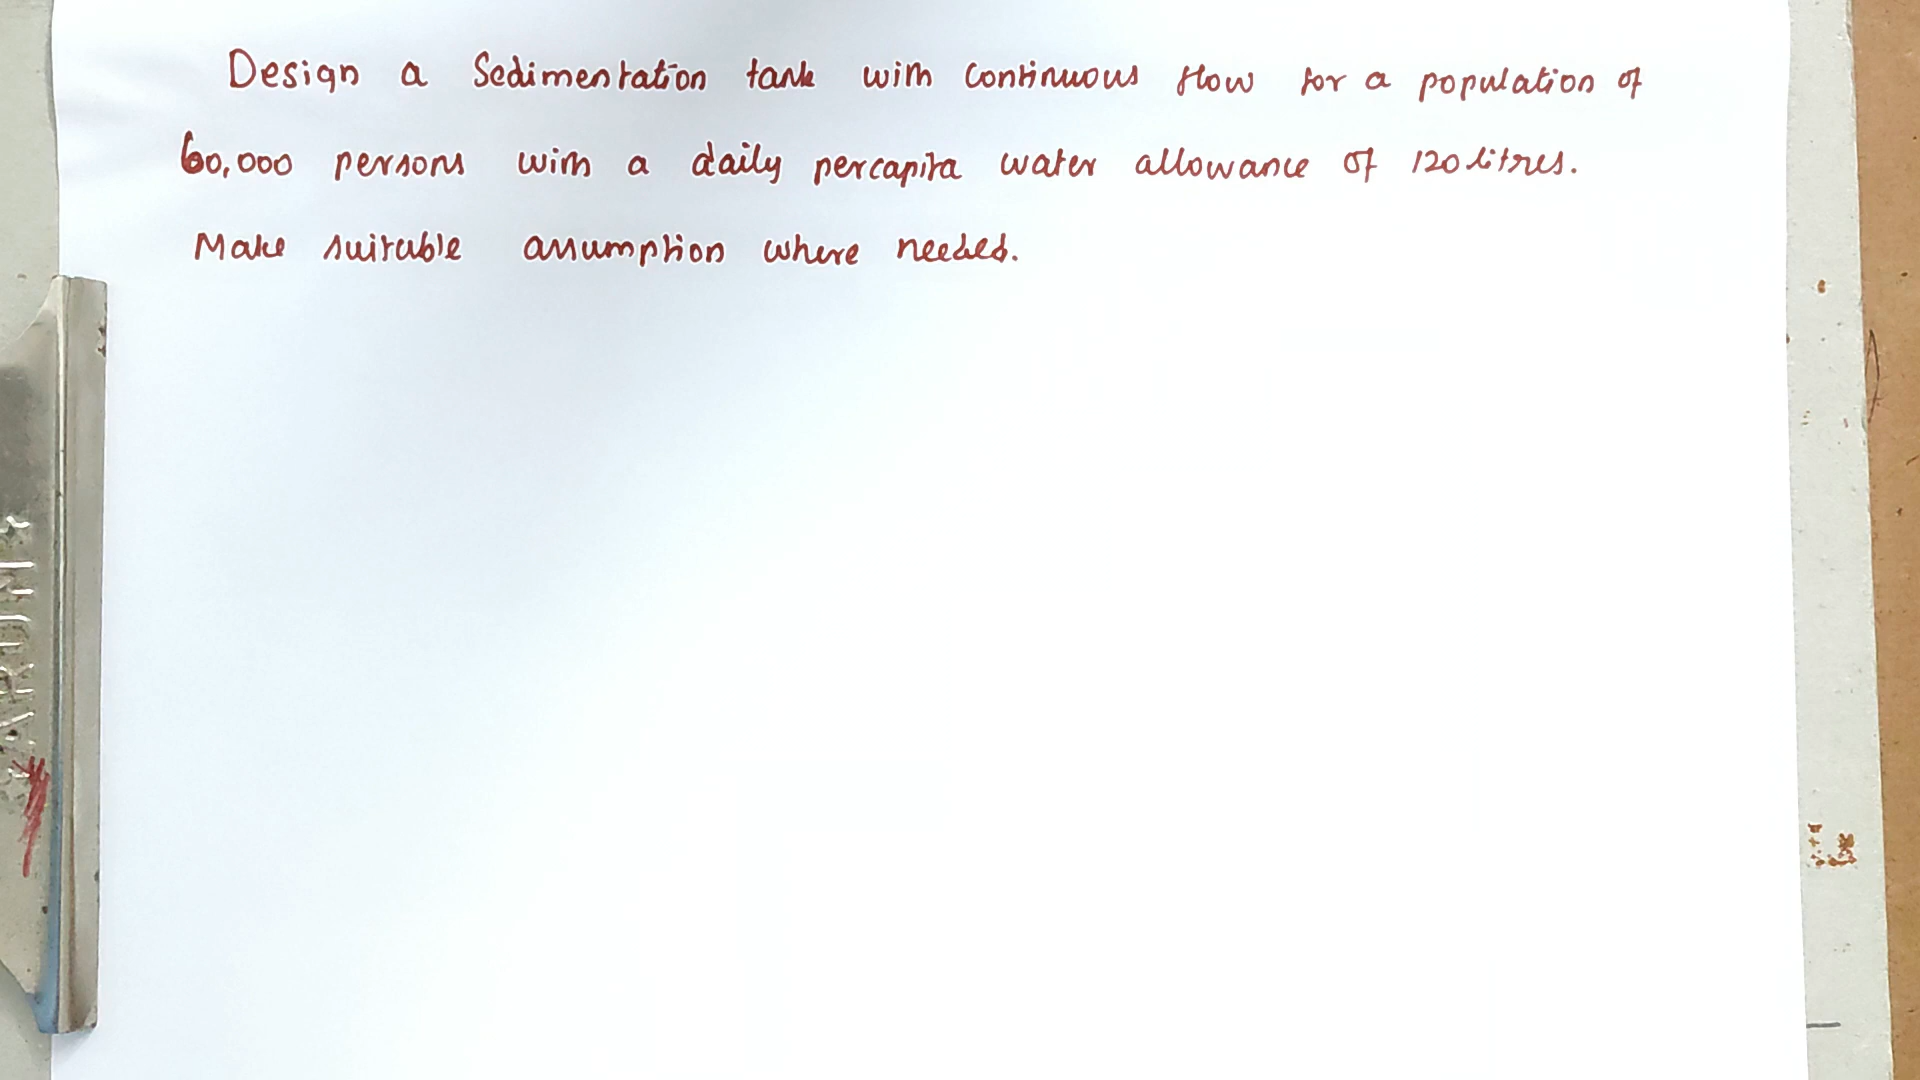 Design a Sedimentation tank with continuous flow for a population of
60,000 persons with a daily percapita water allowance of 120 litres.
Make suitable assumption where needed.